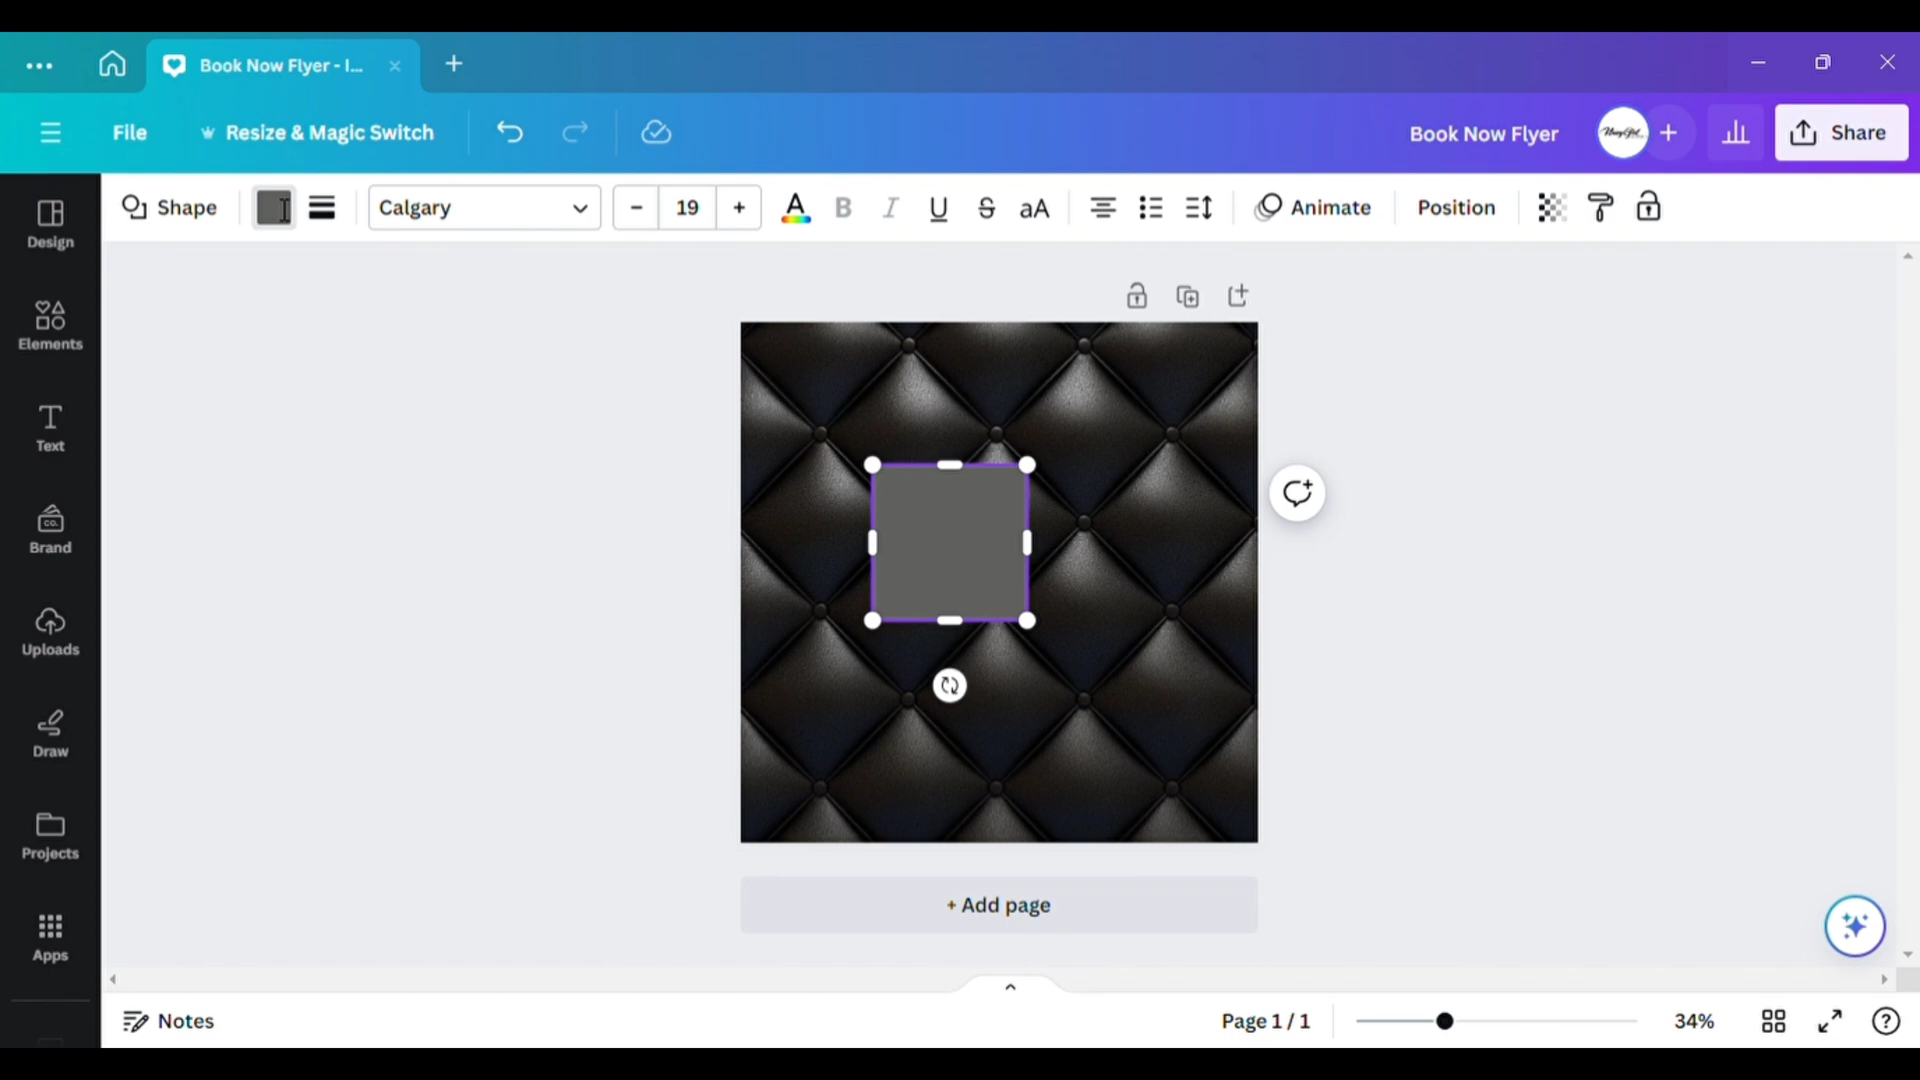 Book Now Flyer - I...
File
Resize & Magic Switch
Book Now Flyer
Share
Shape
Calgary
- 19 +
A B I U S aA
Animate
Position
Design
Elements
Text
CO.
Brand
Uploads
Draw
Projects
Apps
+ Add page
Notes
Page 1 / 1
34%